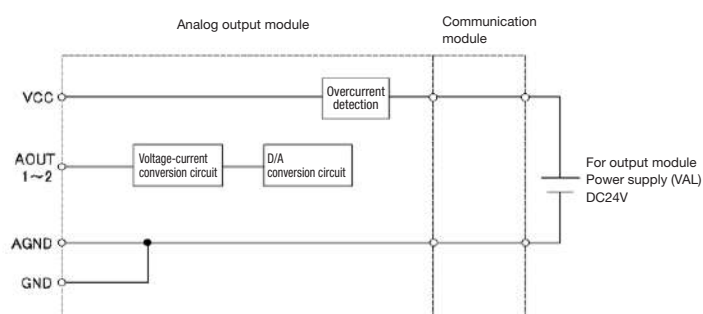 Analog output module
Communication
module
VCC
Overcurrent
detection
AOUT
1～2
Voltage-current
conversion circuit
D/A
conversion circuit
For output module
Power supply (VAL)
DC24V
AGND
GND